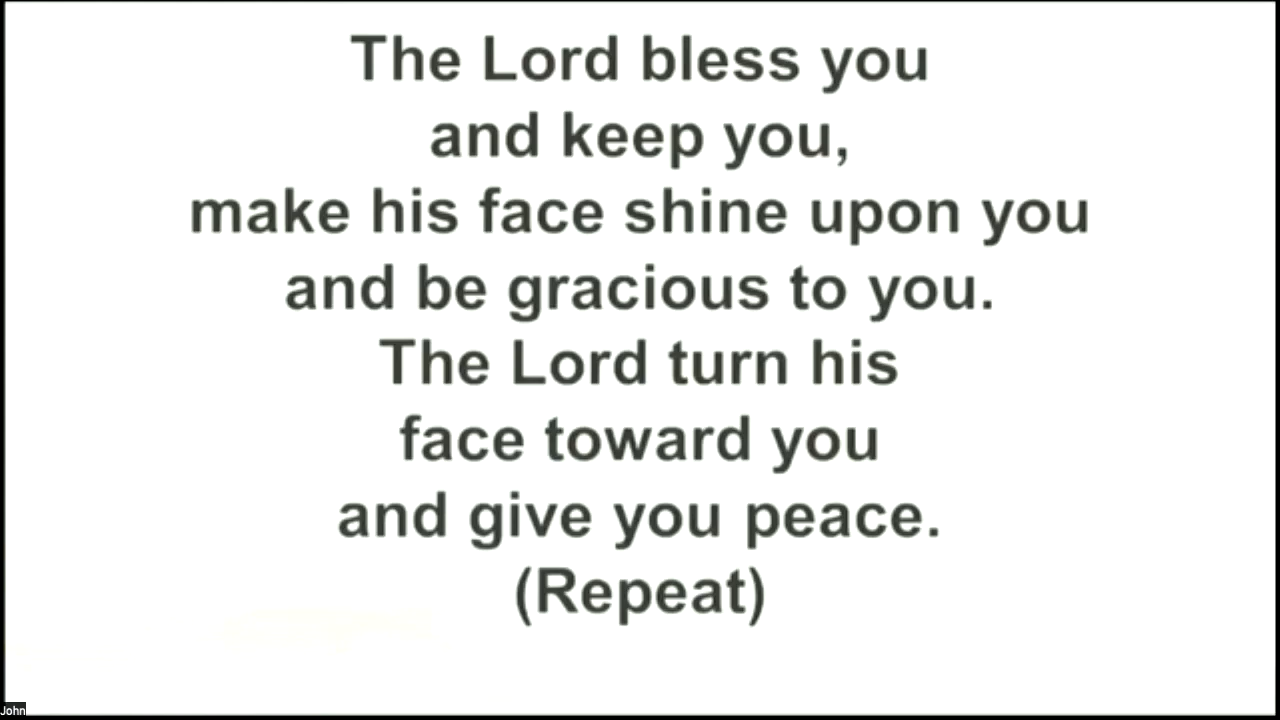 The Lord bless you
and keep you,
make his face shine upon you
and be gracious to you.
The Lord turn his
face toward you
and give you peace.
(Repeat)
John